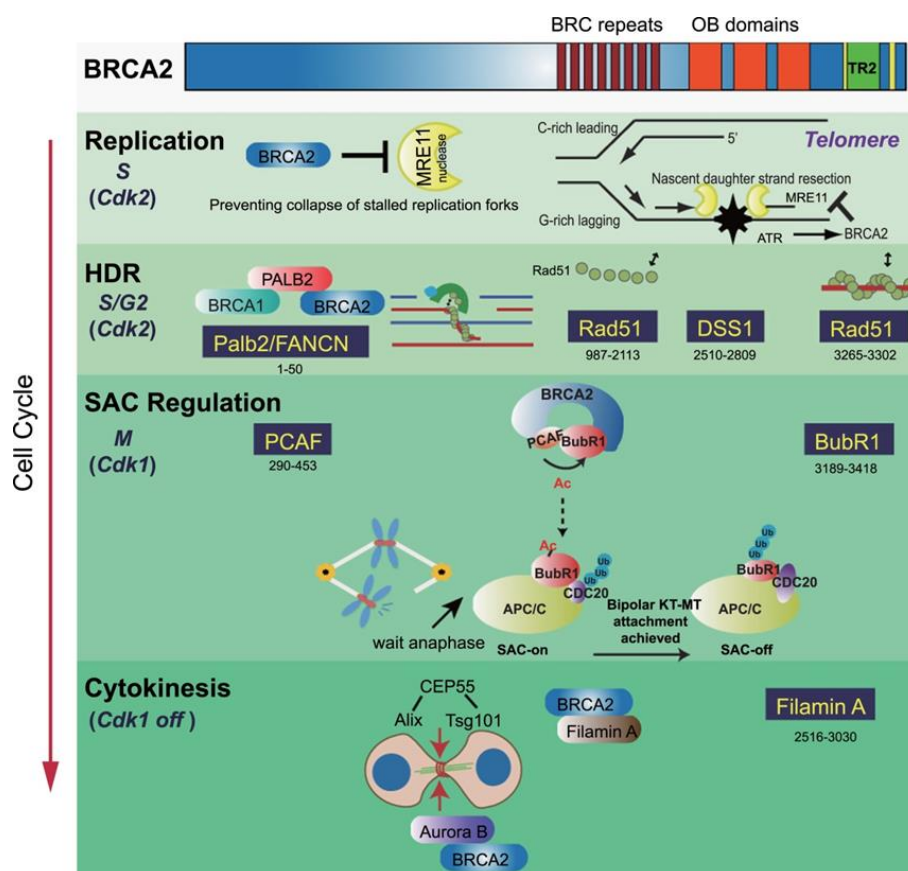 BRC repeats
OB domains
BRCA2
TR2
Cell Cycle
Replication
S
(Cdk2)
BRCA2
MRE11
nuclease
Preventing collapse of stalled replication forks
C-rich leading
5'
Telomere
Nascent daughter strand resection
MRE11
G-rich lagging
ATR
BRCA2
HDR
S/G2
(Cdk2)
PALB2
BRCA1
BRCA2
Palb2/FANCN
1-50
Rad51
Rad51
987-2113
DSS1
2510-2809
Rad51
3265-3302
SAC Regulation
M
(Cdk1)
PCAF
290-453
BRCA2
PCAF
BubR1
Ac
BubR1
3189-3418
wait anaphase
Ac
BubR1
Ub
Ub
Ub
CDC20
APC/C
SAC-on
Bipolar KT-MT
attachment
achieved
Ub
Ub
Ub
BubR1
CDC20
APC/C
SAC-off
Cytokinesis
(Cdk1 off )
CEP55
Alix
Tsg101
Aurora B
BRCA2
BRCA2
Filamin A
Filamin A
2516-3030